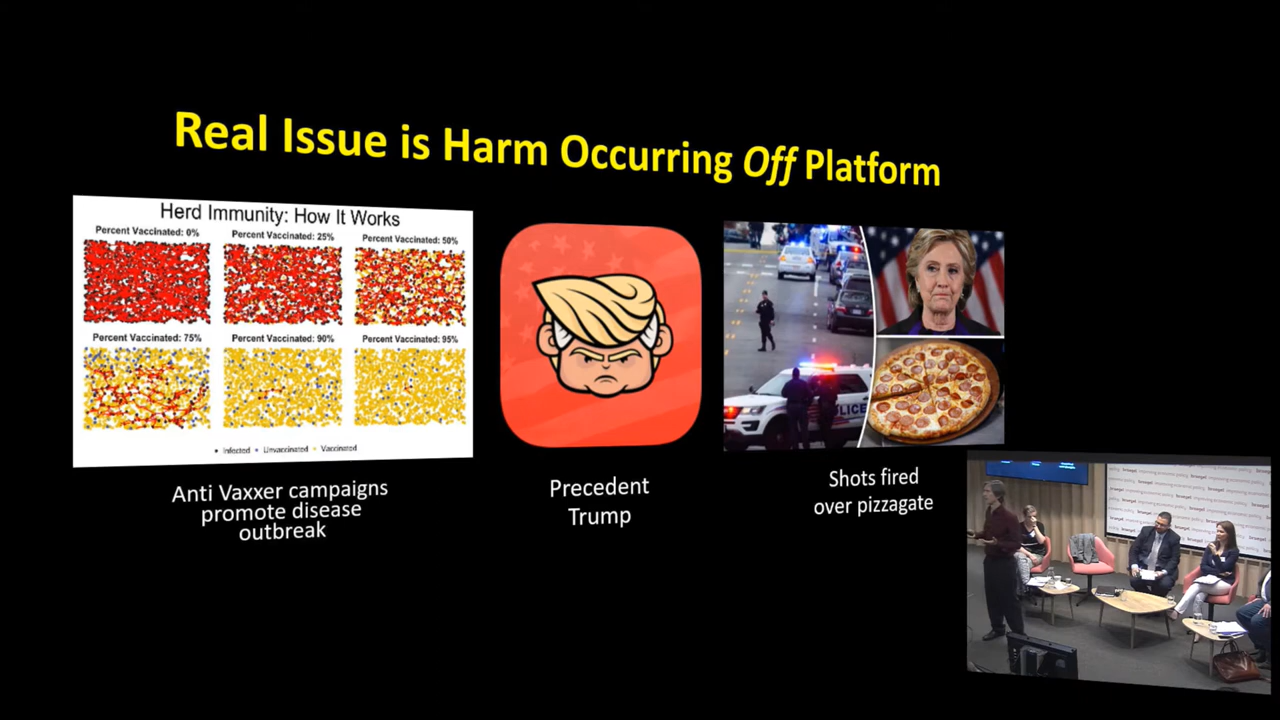 Real Issue is Harm Occurring Off Platform
Herd Immunity: How It Works
Percent Vaccinated: 0%
Percent Vaccinated: 25%
Percent Vaccinated: 50%
Percent Vaccinated: 75%
Percent Vaccinated: 90%
Percent Vaccinated: 95%
Infected Unvaccinated Vaccinated
POLICE
Anti Vaxxer campaigns
promote disease
outbreak
Precedent
Trump
Shots fired
over pizzagate
bruegel